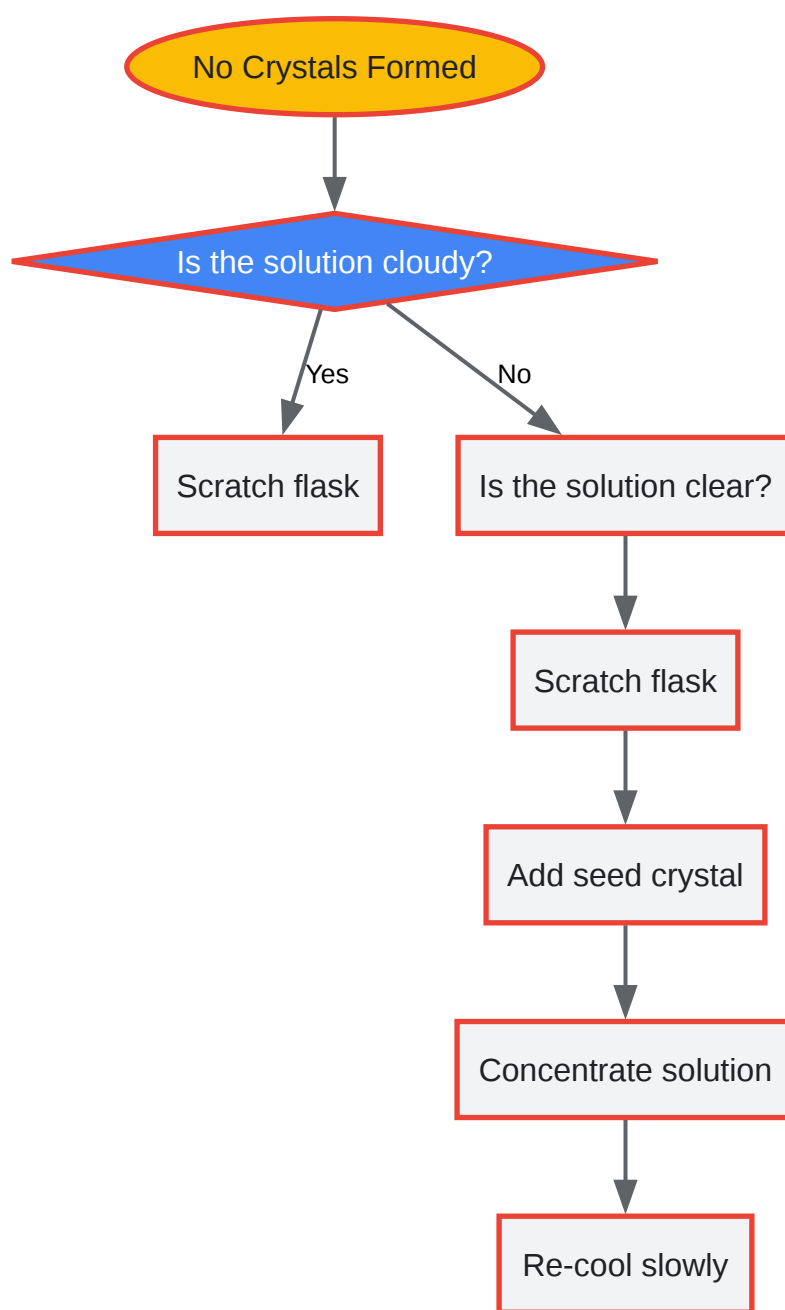 No Crystals Formed
Is the solution cloudy?
Yes
No
Scratch flask
Is the solution clear?
Scratch flask
Add seed crystal
Concentrate solution
Re-cool slowly